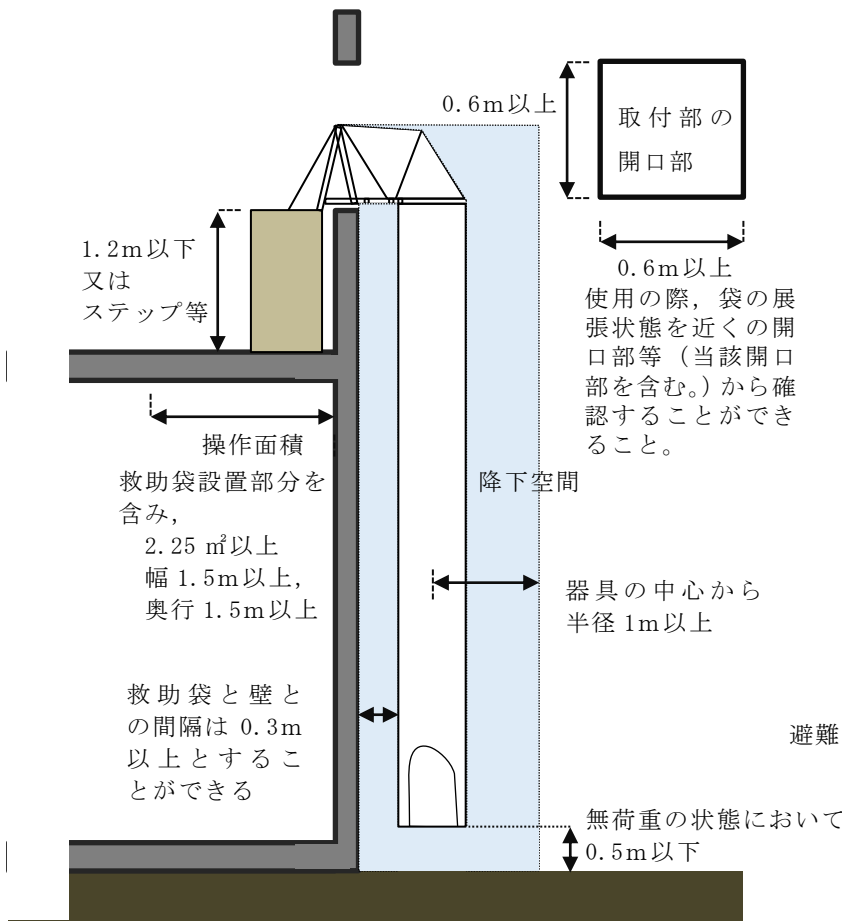 0.6m以上
取付部の
開口部
0.6m以上
使用の際，袋の展
張状態を近くの開
口部等（当該開口
部を含む。）から確
認することができ
ること。
1.2m以下
又は
ステップ等
操作面積
救助袋設置部分を
含み，
2.25 ㎡以上
幅 1.5m以上，
奥行 1.5m以上
降下空間
器具の中心から
半径 1m以上
救助袋と壁と
の間隔は 0.3m
以上とするこ
とができる
避難
無荷重の状態において
0.5m以下